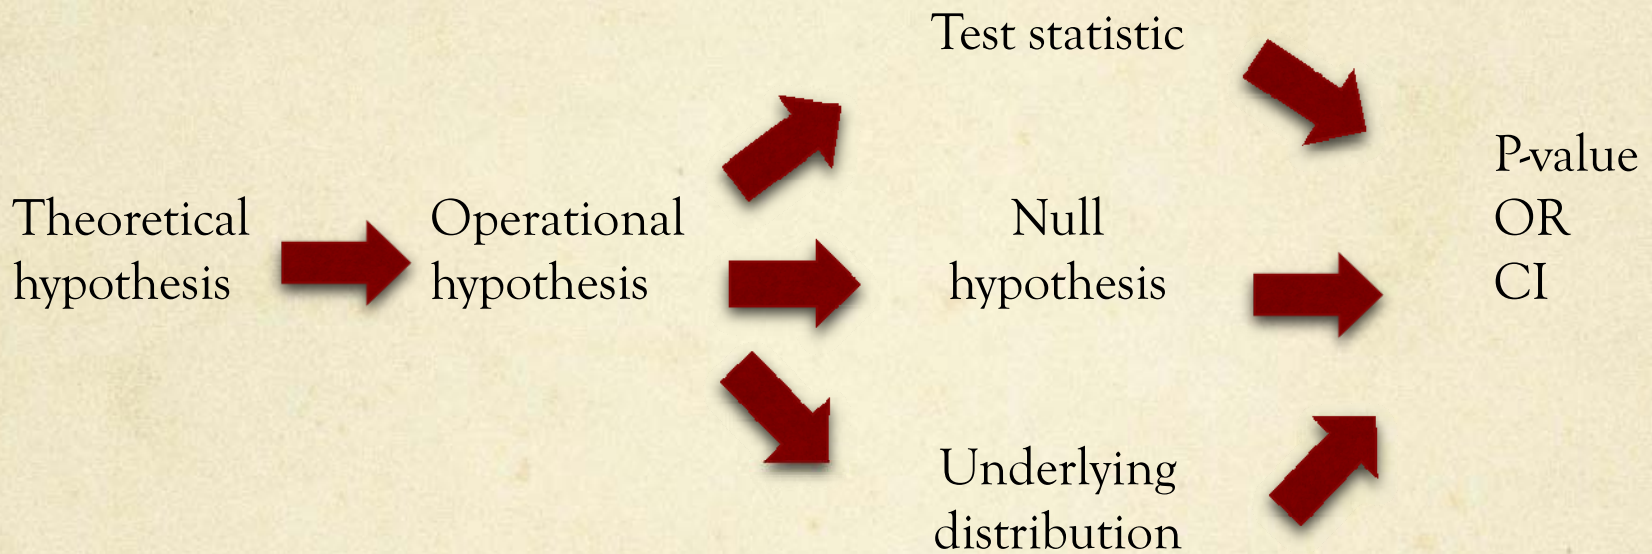 Theoretical
hypothesis
Operational
hypothesis
Test statistic
Null
hypothesis
Underlying
distribution
P-value
OR
CI